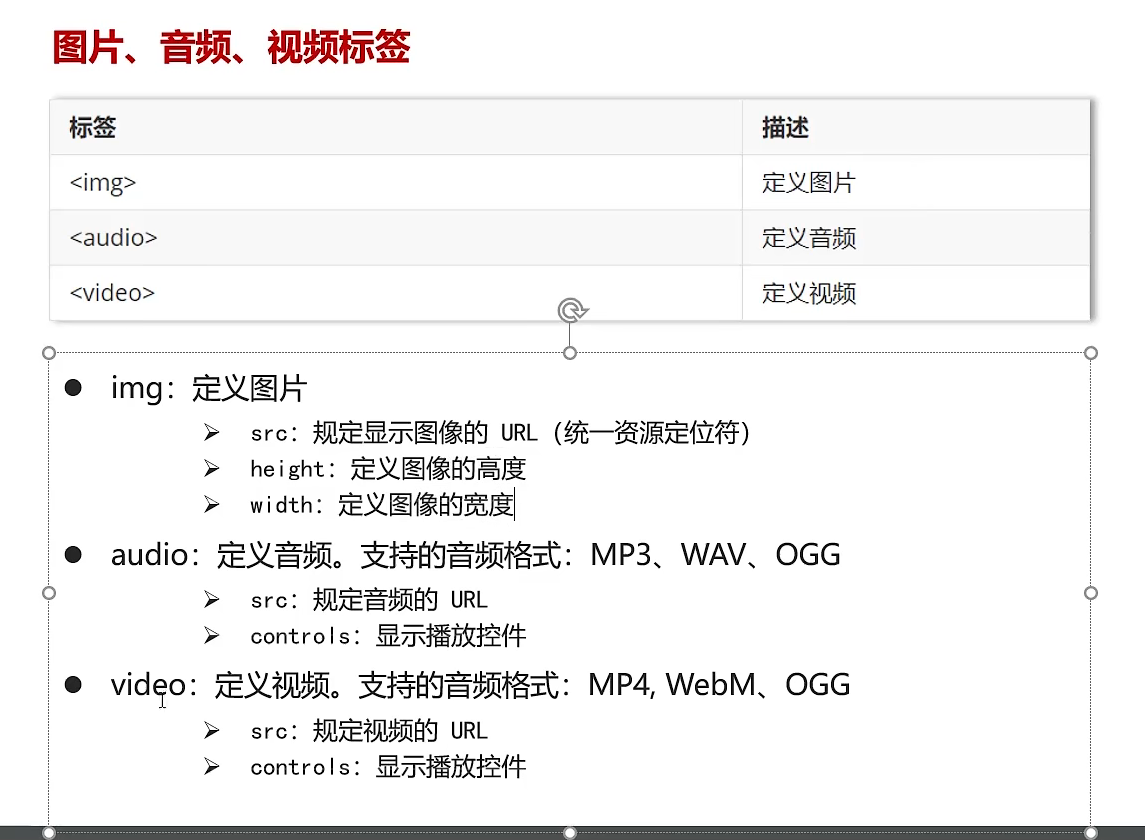 图片、音频、视频标签
标签 描述
<img> 定义图片
<audio> 定义音频
<video> 定义视频
● img：定义图片
➢ src：规定显示图像的 URL（统一资源定位符）
➢ height：定义图像的高度
➢ width：定义图像的宽度
● audio：定义音频。支持的音频格式：MP3、WAV、OGG
➢ src：规定音频的 URL
➢ controls：显示播放控件
● video：定义视频。支持的音频格式：MP4, WebM、OGG
➢ src：规定视频的 URL
➢ controls：显示播放控件